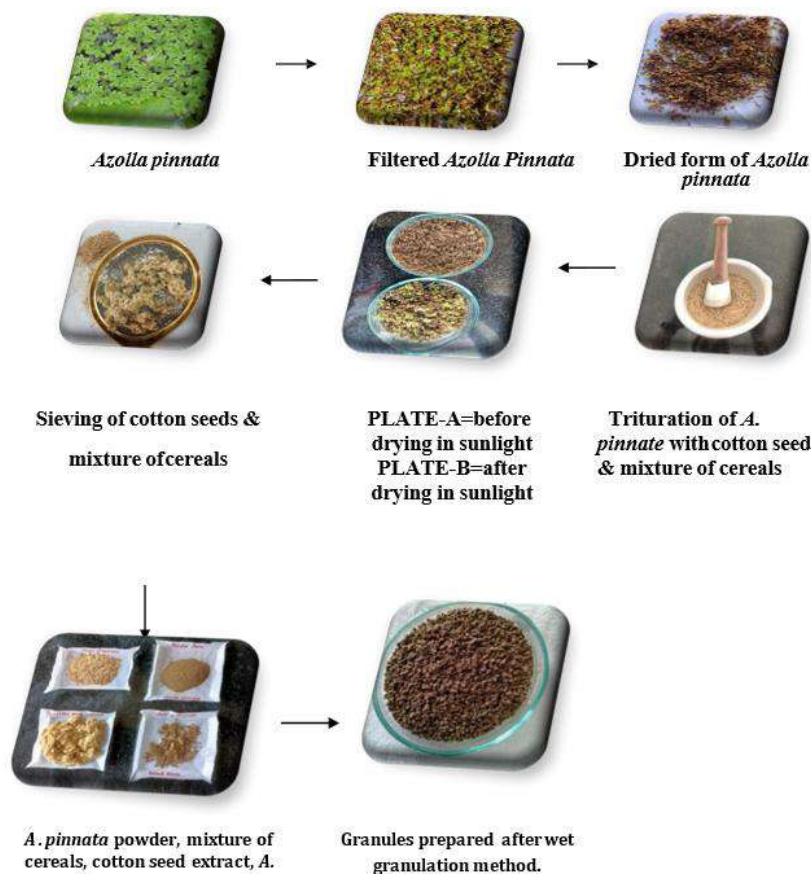 Azolla pinnata
Filtered Azolla Pinnata
Dried form of Azolla
pinnata
Sieving of cotton seeds &
mixture of cereals
PLATE-A=before
drying in sunlight
PLATE-B=after
drying in sunlight
Trituration of A.
pinnate with cotton seed
& mixture of cereals
A. pinnata powder, mixture of
cereals, cotton seed extract, A.
Granules prepared after wet
granulation method.